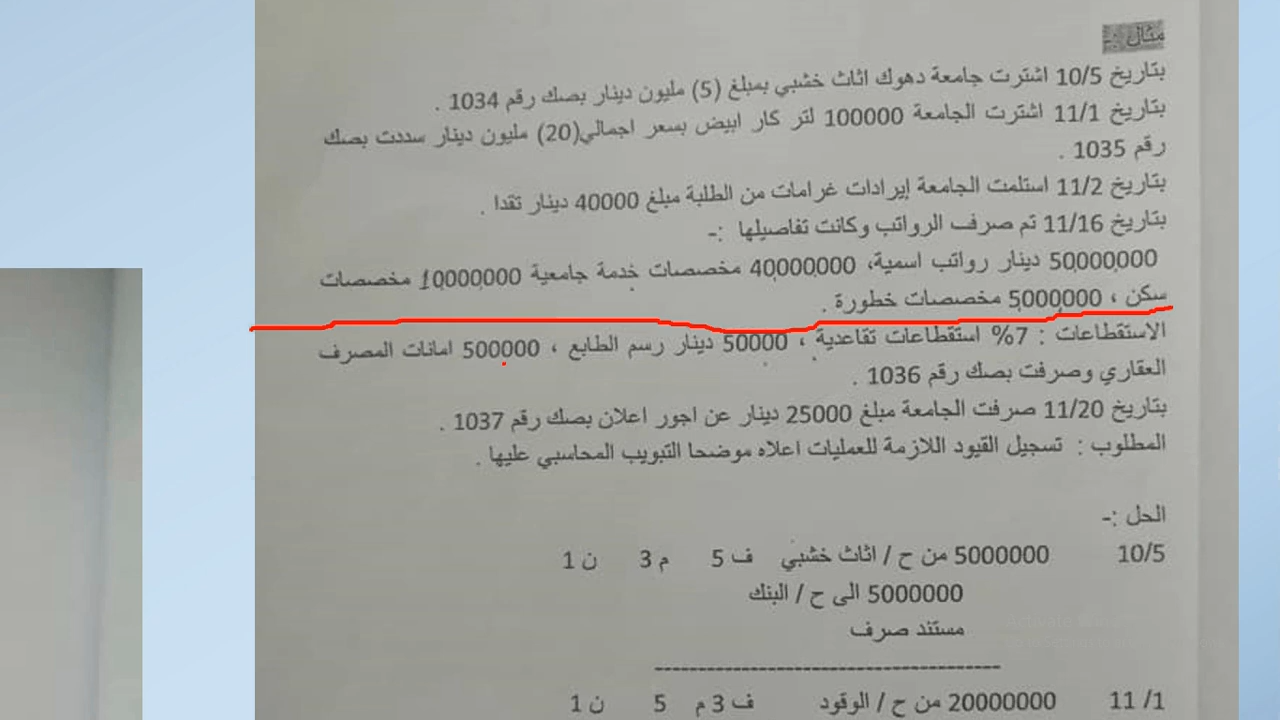 مثال :-
بتاريخ 10/5 اشترت جامعة دهوك اثاث خشبي بمبلغ (5) مليون دينار بصك رقم 1034 .
بتاريخ 11/1 اشترت الجامعة 100000 لتر كار ابيض بسعر اجمالي(20) مليون دينار سددت بصك
رقم 1035 .
بتاريخ 11/2 استلمت الجامعة إيرادات غرامات من الطلبة مبلغ 40000 دينار تقدا .
بتاريخ 11/16 تم صرف الرواتب وكانت تفاصيلها :-
50000000 دينار رواتب اسمية، 40000000 مخصصات خدمة جامعية 10000000 مخصصات
سكن ، 5000000 مخصصات خطورة .
الاستقطاعات : 7% استقطاعات تقاعدية ، 50000 دينار رسم الطابع ، 500000 امانات المصرف
العقاري وصرفت بصك رقم 1036 .
بتاريخ 11/20 صرفت الجامعة مبلغ 25000 دينار عن اجور اعلان بصك رقم 1037 .
المطلوب : تسجيل القيود اللازمة للعمليات اعلاه موضحا التبويب المحاسبي عليها .
الحل :-
10/5 5000000 من ح / اثاث خشبي ف 5 م 3 ن 1
5000000 الى ح / البنك
مستند صرف
11 /1 20000000 من ح / الوقود ف 3 م 5 ن 1